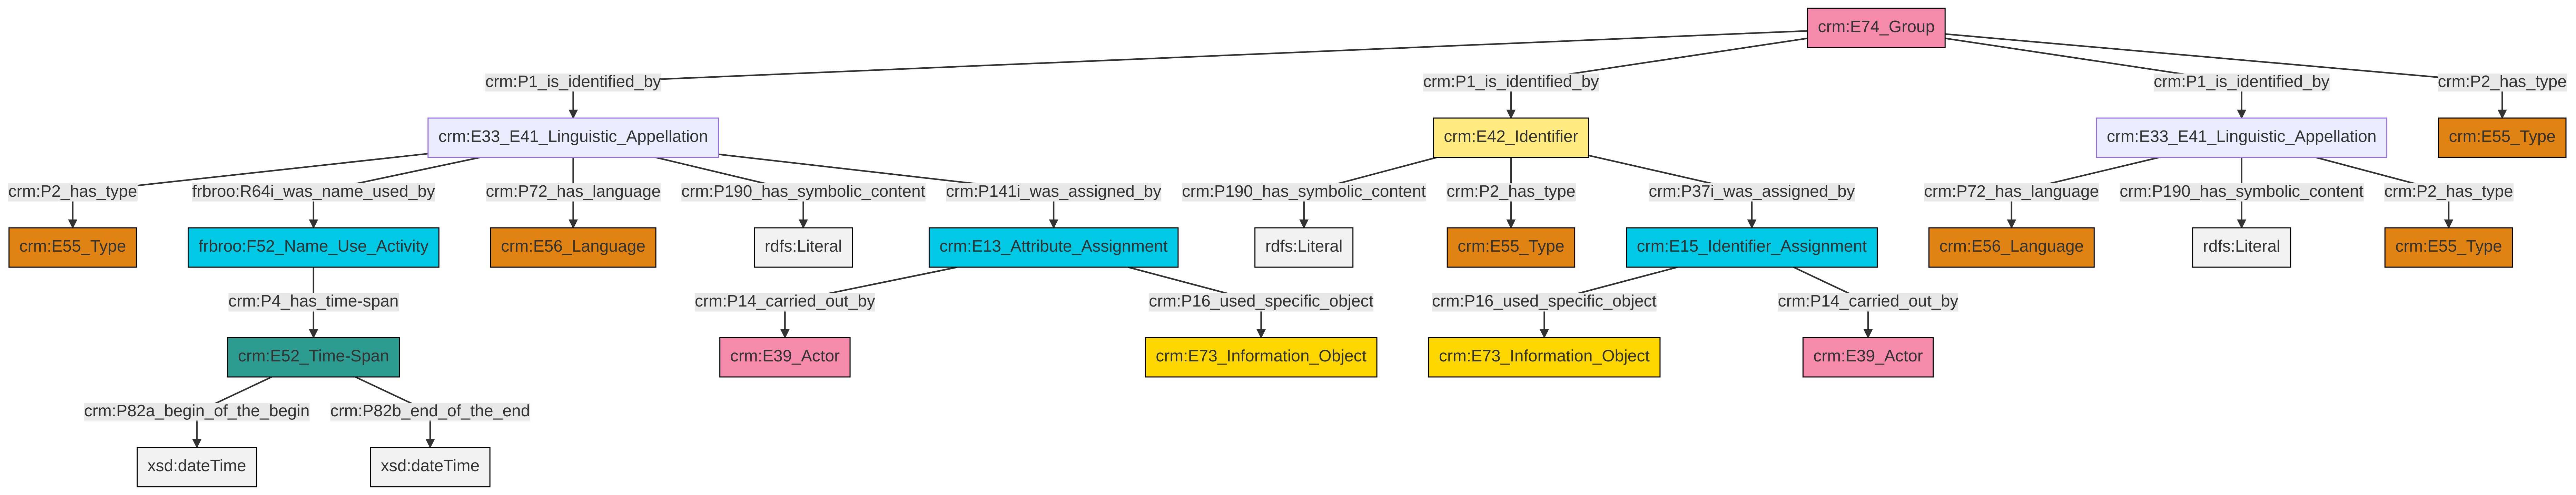 crm:E74_Group
crm:P1_is_identified_by
crm:P1_is_identified_by
crm:P1_is_identified_by
crm:P2_has_type
crm:E33_E41_Linguistic_Appellation
crm:E42_Identifier
crm:E33_E41_Linguistic_Appellation
crm:E55_Type
crm:P2_has_type
frbroo:R64i_was_name_used_by
crm:P72_has_language
crm:P190_has_symbolic_content
crm:P141i_was_assigned_by
crm:P190_has_symbolic_content
crm:P2_has_type
crm:P37i_was_assigned_by
crm:P72_has_language
crm:P190_has_symbolic_content
crm:P2_has_type
crm:E55_Type
frbroo:F52_Name_Use_Activity
crm:E56_Language
rdfs:Literal
crm:E13_Attribute_Assignment
rdfs:Literal
crm:E55_Type
crm:E15_Identifier_Assignment
crm:E56_Language
rdfs:Literal
crm:E55_Type
crm:P4_has_time-span
crm:P14_carried_out_by
crm:P16_used_specific_object
crm:P16_used_specific_object
crm:P14_carried_out_by
crm:E52_Time-Span
crm:E39_Actor
crm:E73_Information_Object
crm:E73_Information_Object
crm:E39_Actor
crm:P82a_begin_of_the_begin
crm:P82b_end_of_the_end
xsd:dateTime
xsd:dateTime